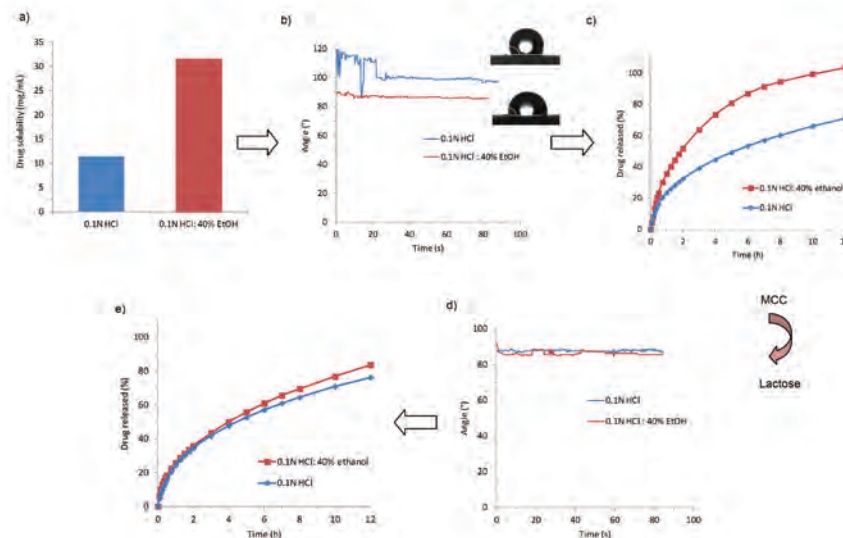 a)
Drug solubility (mg/mL)
35
30
25
20
15
10
5
0
0.1N HCl
0.1N HCl: 40% EtOH
b)
Angle (°)
120
100
80
60
40
20
0
0 20 40 60 80 100
Time (s)
0.1N HCl
0.1N HCl : 40% EtOH
c)
Drug released (%)
100
80
60
40
20
0
0 2 4 6 8 10 12
Time (h)
0.1N HCl: 40% ethanol
0.1N HCl
MCC
Lactose
e)
Drug released (%)
100
80
60
40
20
0
0 2 4 6 8 10 12
Time (h)
0.1N HCl: 40% ethanol
0.1N HCl
d)
Angle (°)
100
80
60
40
20
0
0 20 40 60 80 100
Time (s)
0.1N HCl
0.1N HCl : 40% EtOH